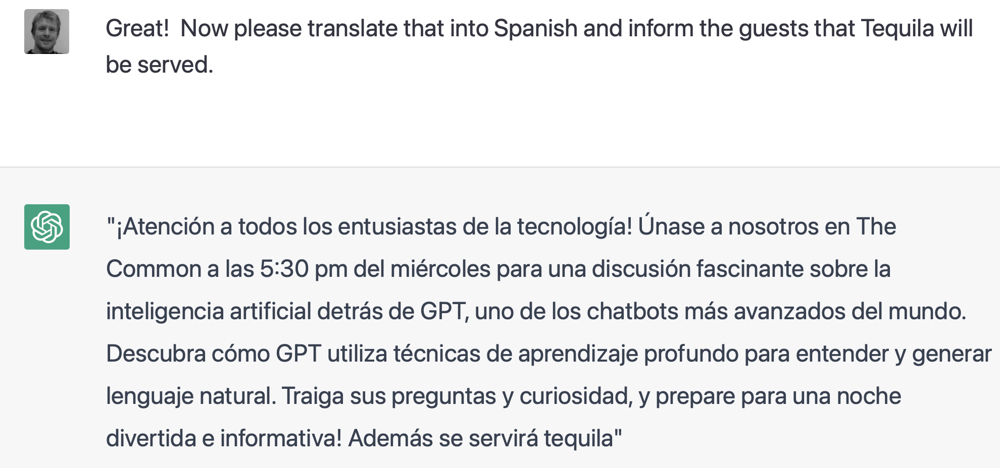 Great!  Now please translate that into Spanish and inform the guests that Tequila will
be served.
"¡Atención a todos los entusiastas de la tecnología! Únase a nosotros en The
Common a las 5:30 pm del miércoles para una discusión fascinante sobre la
inteligencia artificial detrás de GPT, uno de los chatbots más avanzados del mundo.
Descubra cómo GPT utiliza técnicas de aprendizaje profundo para entender y generar
lenguaje natural. Traiga sus preguntas y curiosidad, y prepare para una noche
divertida e informativa! Además se servirá tequila"